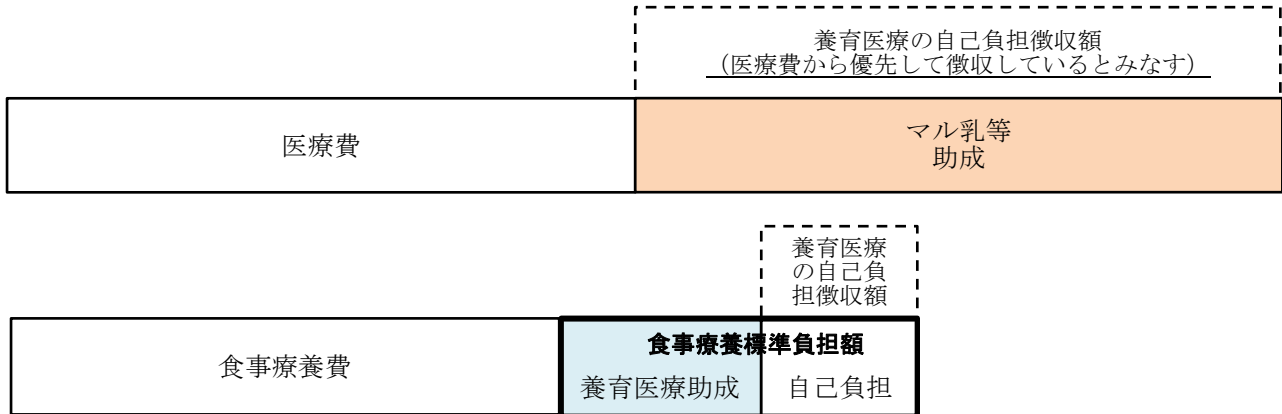 養育医療の自己負担徴収額
（医療費から優先して徴収しているとみなす）
医療費
マル乳等
助成
養育医療
の自己負
担徴収額
食事療養費
食事療養標準負担額
養育医療助成
自己負担